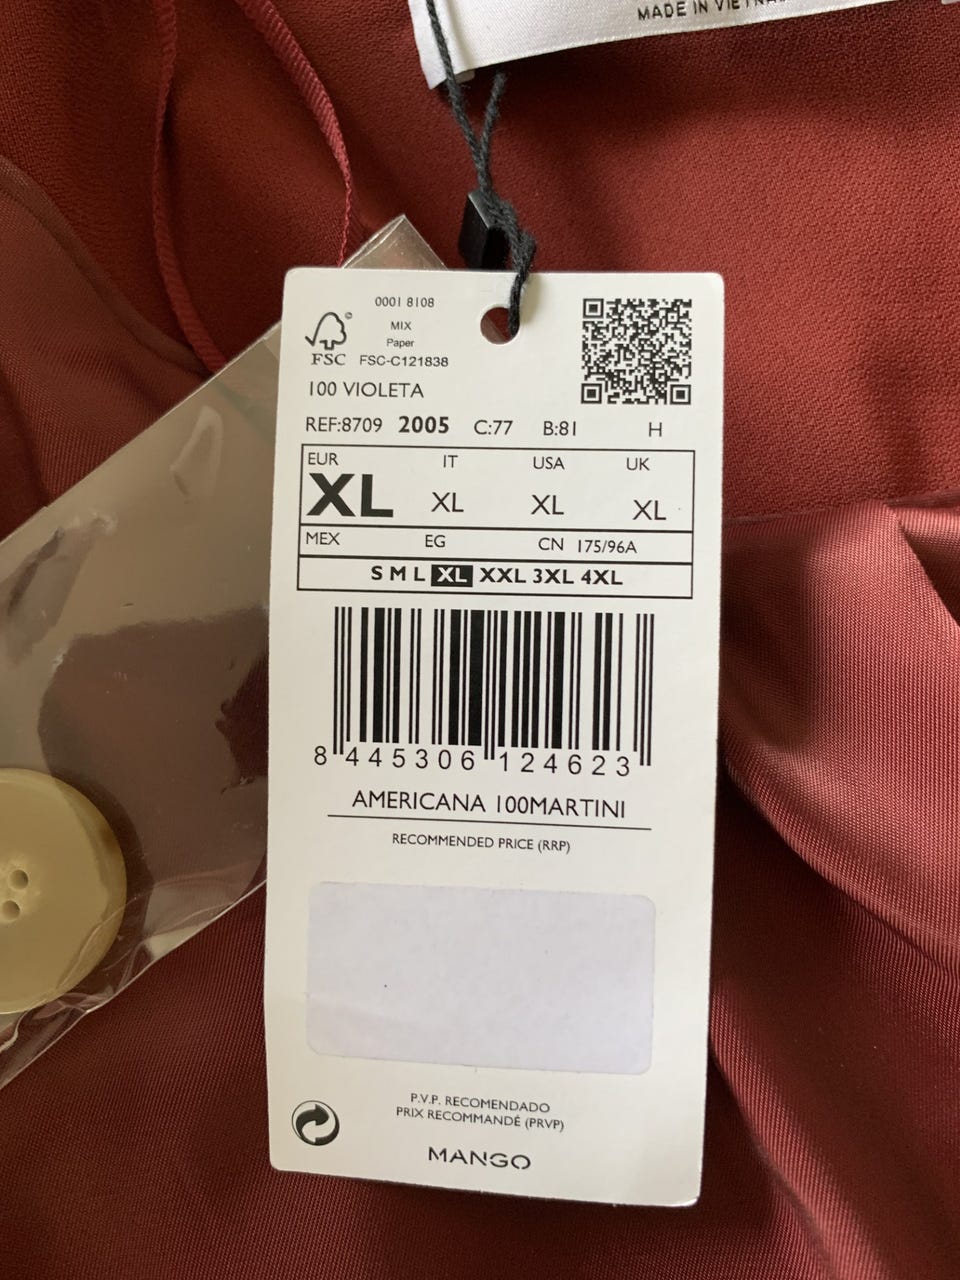 MADE IN VIETNAM
0001 8108
MIX
Paper
FSC FSC-C121838
100 VIOLETA
REF:8709 2005 C:77 B:81 H
EUR IT USA UK
XL XL XL XL
MEX EG CN 175/96A
S M L XL XXL 3XL 4XL
8 445306 124623
AMERICANA 100MARTINI
RECOMMENDED PRICE (RRP)
P.V.P. RECOMENDADO
PRIX RECOMMANDÉ (PRVP)
MANGO